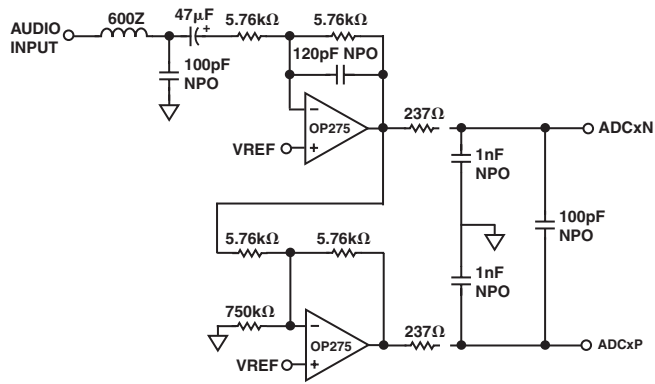 AUDIO
INPUT
600Z
47µF
+
5.76kΩ
5.76kΩ
100pF
NPO
120pF NPO
–
OP275
+
VREF
237Ω
ADCxN
1nF
NPO
100pF
NPO
1nF
NPO
5.76kΩ
5.76kΩ
750kΩ
–
OP275
+
VREF
237Ω
ADCxP